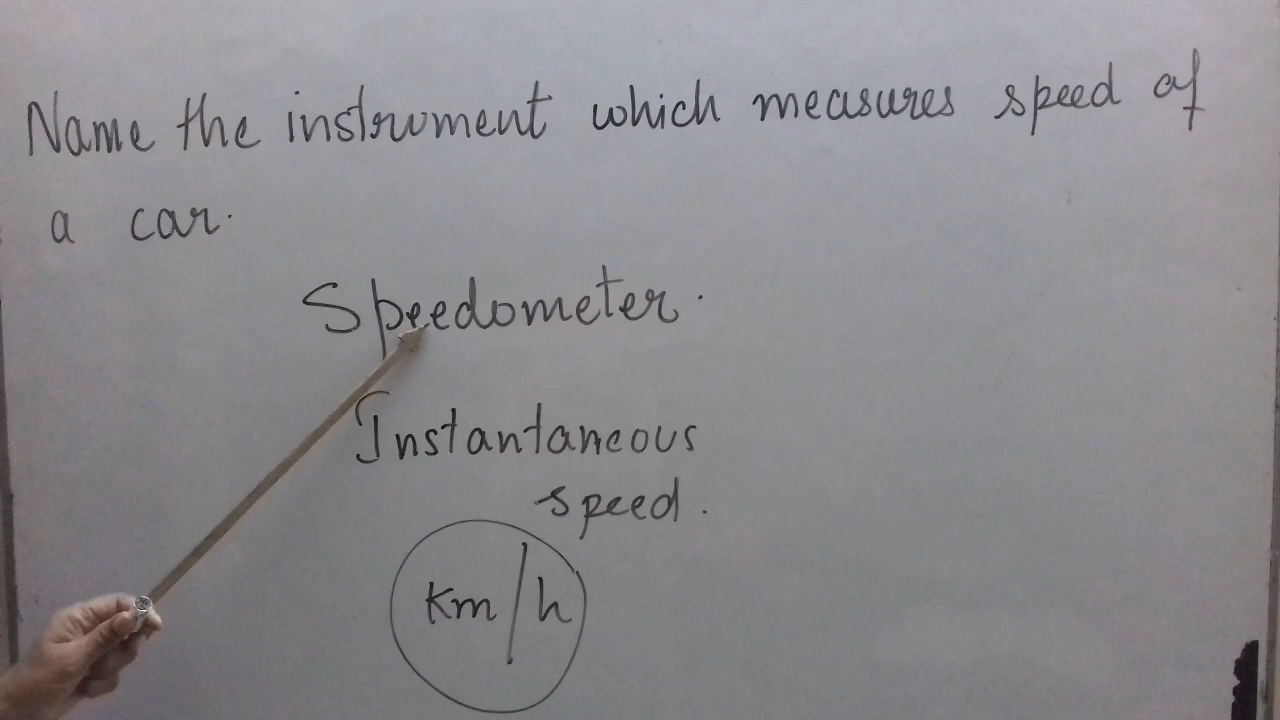 Name the instrument which measures speed of
a car.
Speedometer.
Instantaneous
speed.
km/h